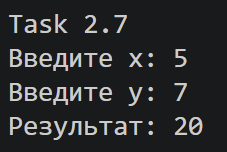 Task 2.7
Введите x: 5
Введите y: 7
Результат: 20